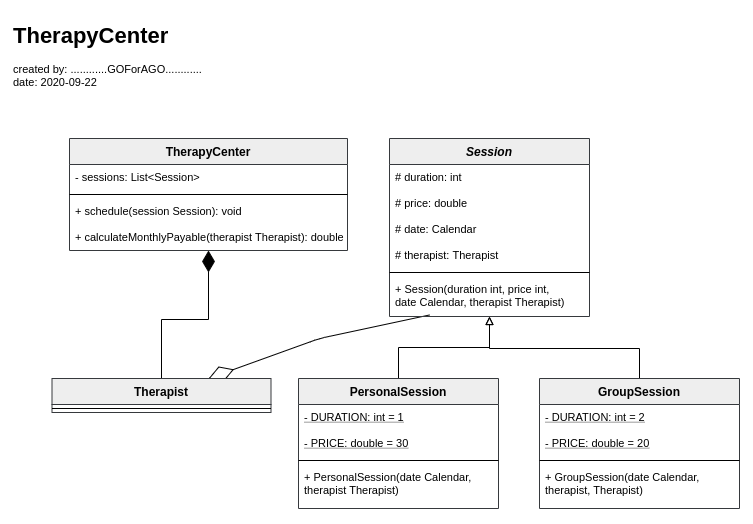 TherapyCenter
created by: ............GOForAGO............
date: 2020-09-22
TherapyCenter
- sessions: List<Session>
+ schedule(session Session): void
+ calculateMonthlyPayable(therapist Therapist): double
Session
# duration: int
# price: double
# date: Calendar
# therapist: Therapist
+ Session(duration int, price int,
date Calendar, therapist Therapist)
Therapist
PersonalSession
- DURATION: int = 1
- PRICE: double = 30
+ PersonalSession(date Calendar,
therapist Therapist)
GroupSession
- DURATION: int = 2
- PRICE: double = 20
+ GroupSession(date Calendar,
therapist, Therapist)